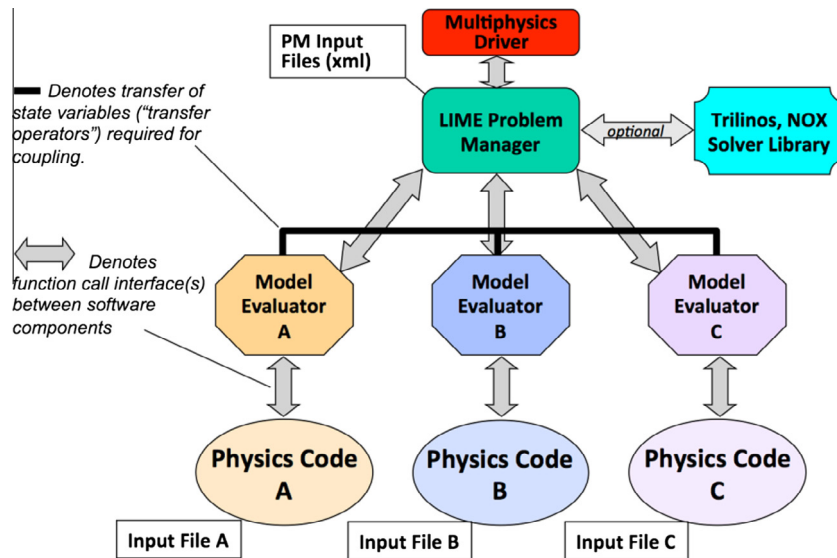 Multiphysics
Driver
PM Input
Files (xml)
Denotes transfer of
state variables (“transfer
operators”) required for
coupling.
LIME Problem
Manager
optional
Trilinos, NOX
Solver Library
Denotes
function call interface(s)
between software
components
Model
Evaluator
A
Model
Evaluator
B
Model
Evaluator
C
Physics Code
A
Physics Code
B
Physics Code
C
Input File A
Input File B
Input File C